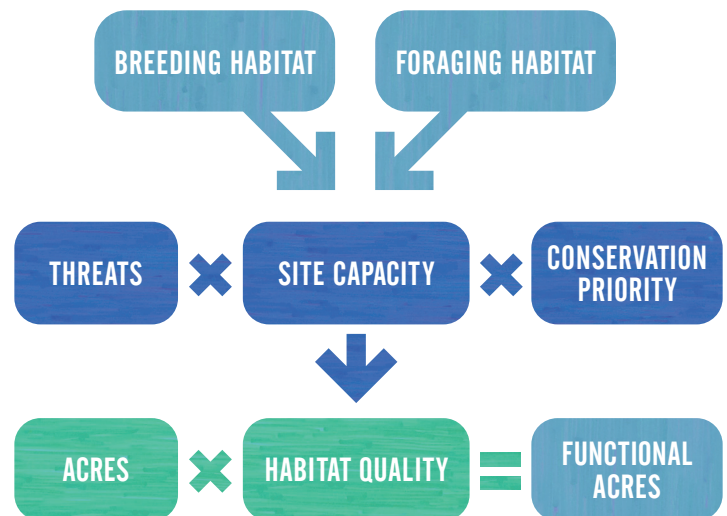 BREEDING HABITAT
FORAGING HABITAT
THREATS
×
SITE CAPACITY
×
CONSERVATION
PRIORITY
ACRES
×
HABITAT QUALITY
=
FUNCTIONAL
ACRES